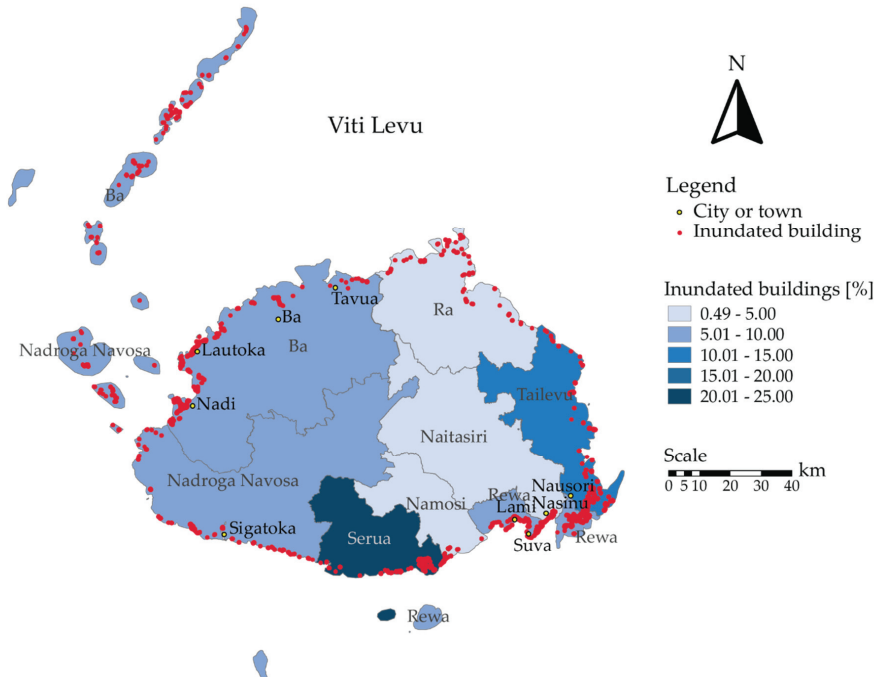 N
Viti Levu
Legend
City or town
Inundated building
Ba
Inundated buildings [%]
0.49 - 5.00
5.01 - 10.00
10.01 - 15.00
15.01 - 20.00
20.01 - 25.00
Tavua
Ra
Ba
Ba
Nadroga Navosa
Lautoka
Tailevu
Nadi
Naitasiri
Scale
0 5 10 20 30 40 km
Nadroga Navosa
Namosi
Rewa
Nausori
Lami
Nasinu
Sigatoka
Serua
Suva
Rewa
Rewa